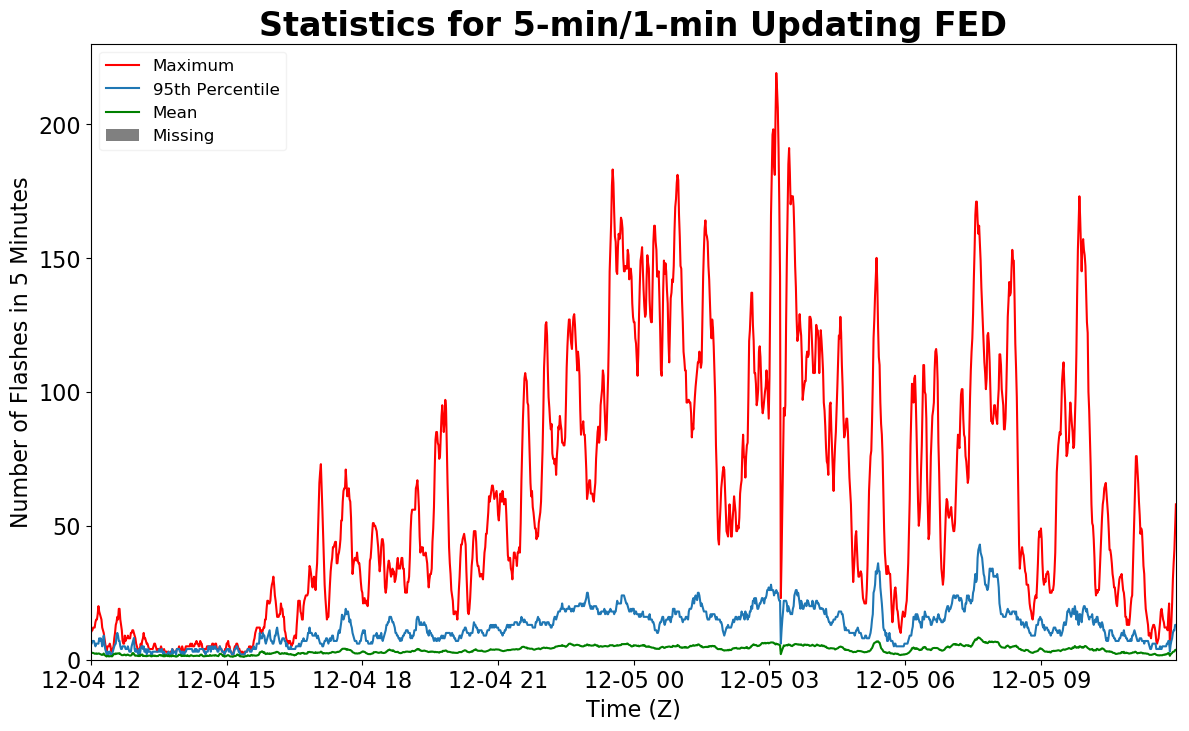 Statistics for 5-min/1-min Updating FED
Maximum
95th Percentile
Mean
Missing
Number of Flashes in 5 Minutes
200
150
100
50
0
12-04 12 12-04 15 12-04 18 12-04 21 12-05 00 12-05 03 12-05 06 12-05 09
Time (Z)